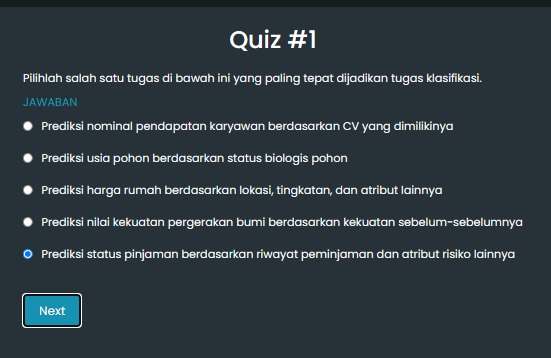 Quiz #1
Pilihlah salah satu tugas di bawah ini yang paling tepat dijadikan tugas klasifikasi.
JAWABAN
Prediksi nominal pendapatan karyawan berdasarkan CV yang dimilikinya
Prediksi usia pohon berdasarkan status biologis pohon
Prediksi harga rumah berdasarkan lokasi, tingkatan, dan atribut lainnya
Prediksi nilai kekuatan pergerakan bumi berdasarkan kekuatan sebelum-sebelumnya
Prediksi status pinjaman berdasarkan riwayat peminjaman dan atribut risiko lainnya
Next